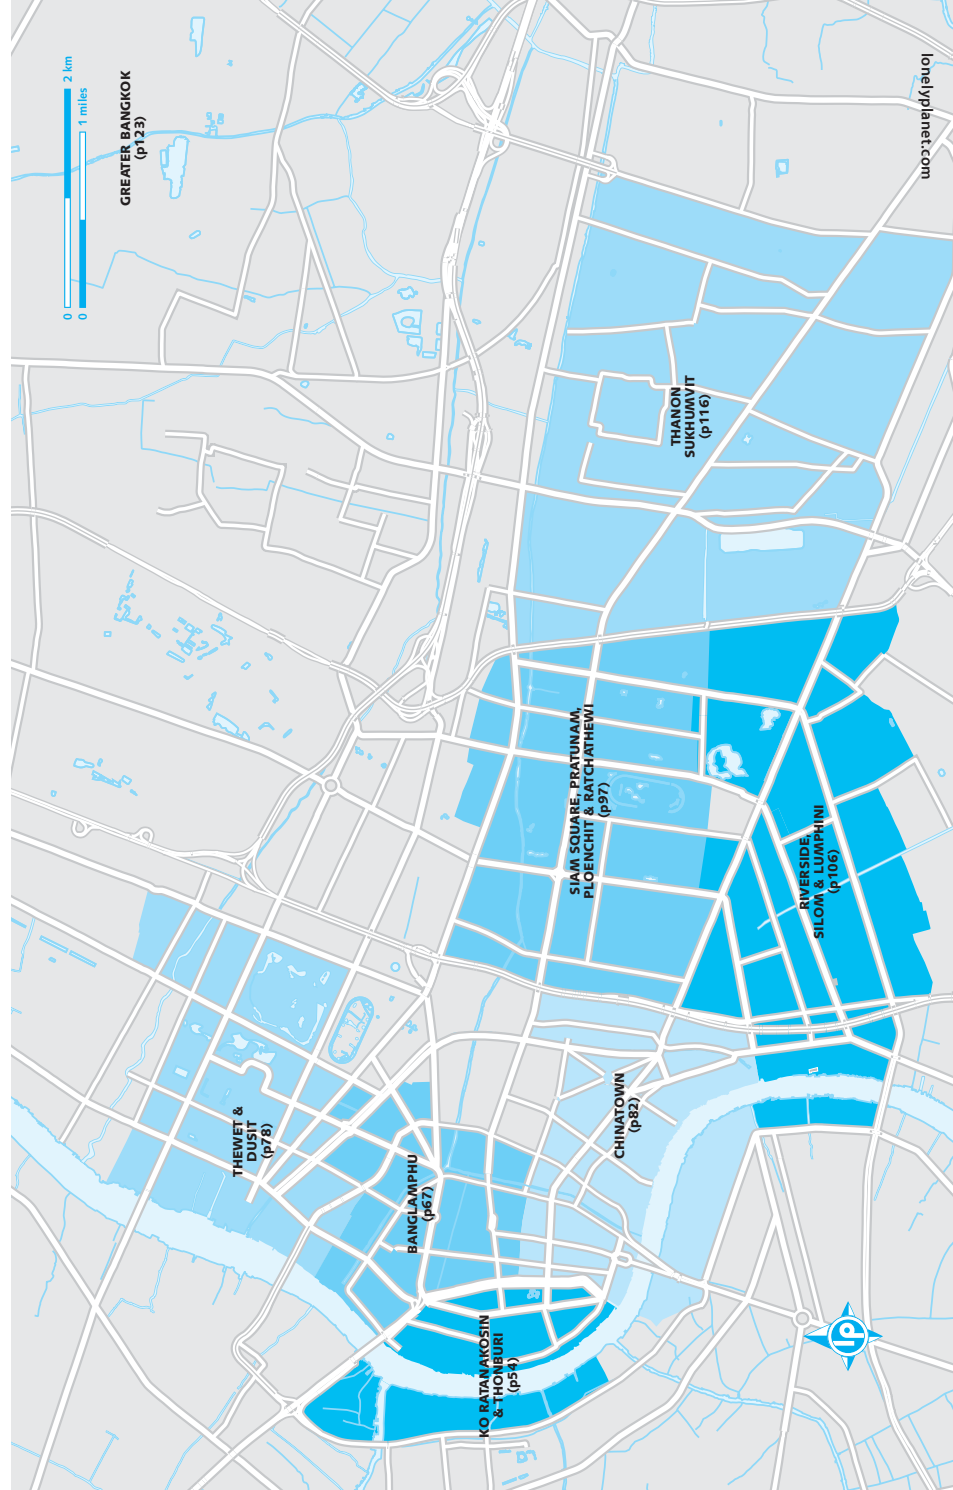 lonelyplanet.com
0
2 km
0
1 miles
GREATER BANGKOK
(p123)
THEWET &
DUSIT
(p78)
BANGLAMPHU
(p67)
KO RATANAKOSIN
& THONBURI
(p54)
CHINATOWN
(p82)
SIAM SQUARE, PRATUNAM,
PLOENCHIT & RATCHATHEWI
(p97)
RIVERSIDE,
SILOM & LUMPHINI
(p106)
THANON
SUKHUMVIT
(p116)
lp